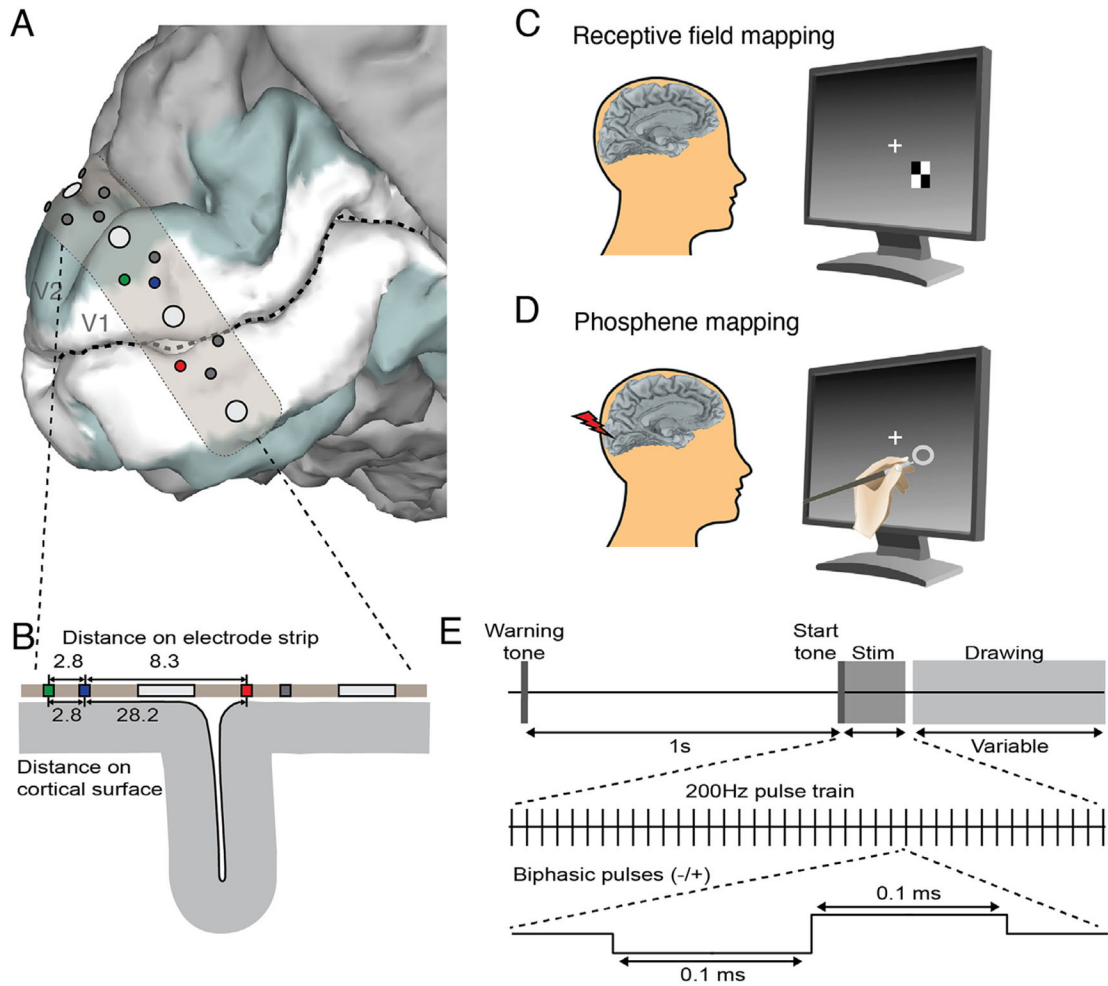 A
V2
V1
B
Distance on electrode strip
2.8
8.3
2.8
28.2
Distance on
cortical surface
C
Receptive field mapping
D
Phosphene mapping
E
Warning
tone
Start
tone
Stim
Drawing
1s
Variable
200Hz pulse train
Biphasic pulses (-/+)
0.1 ms
0.1 ms